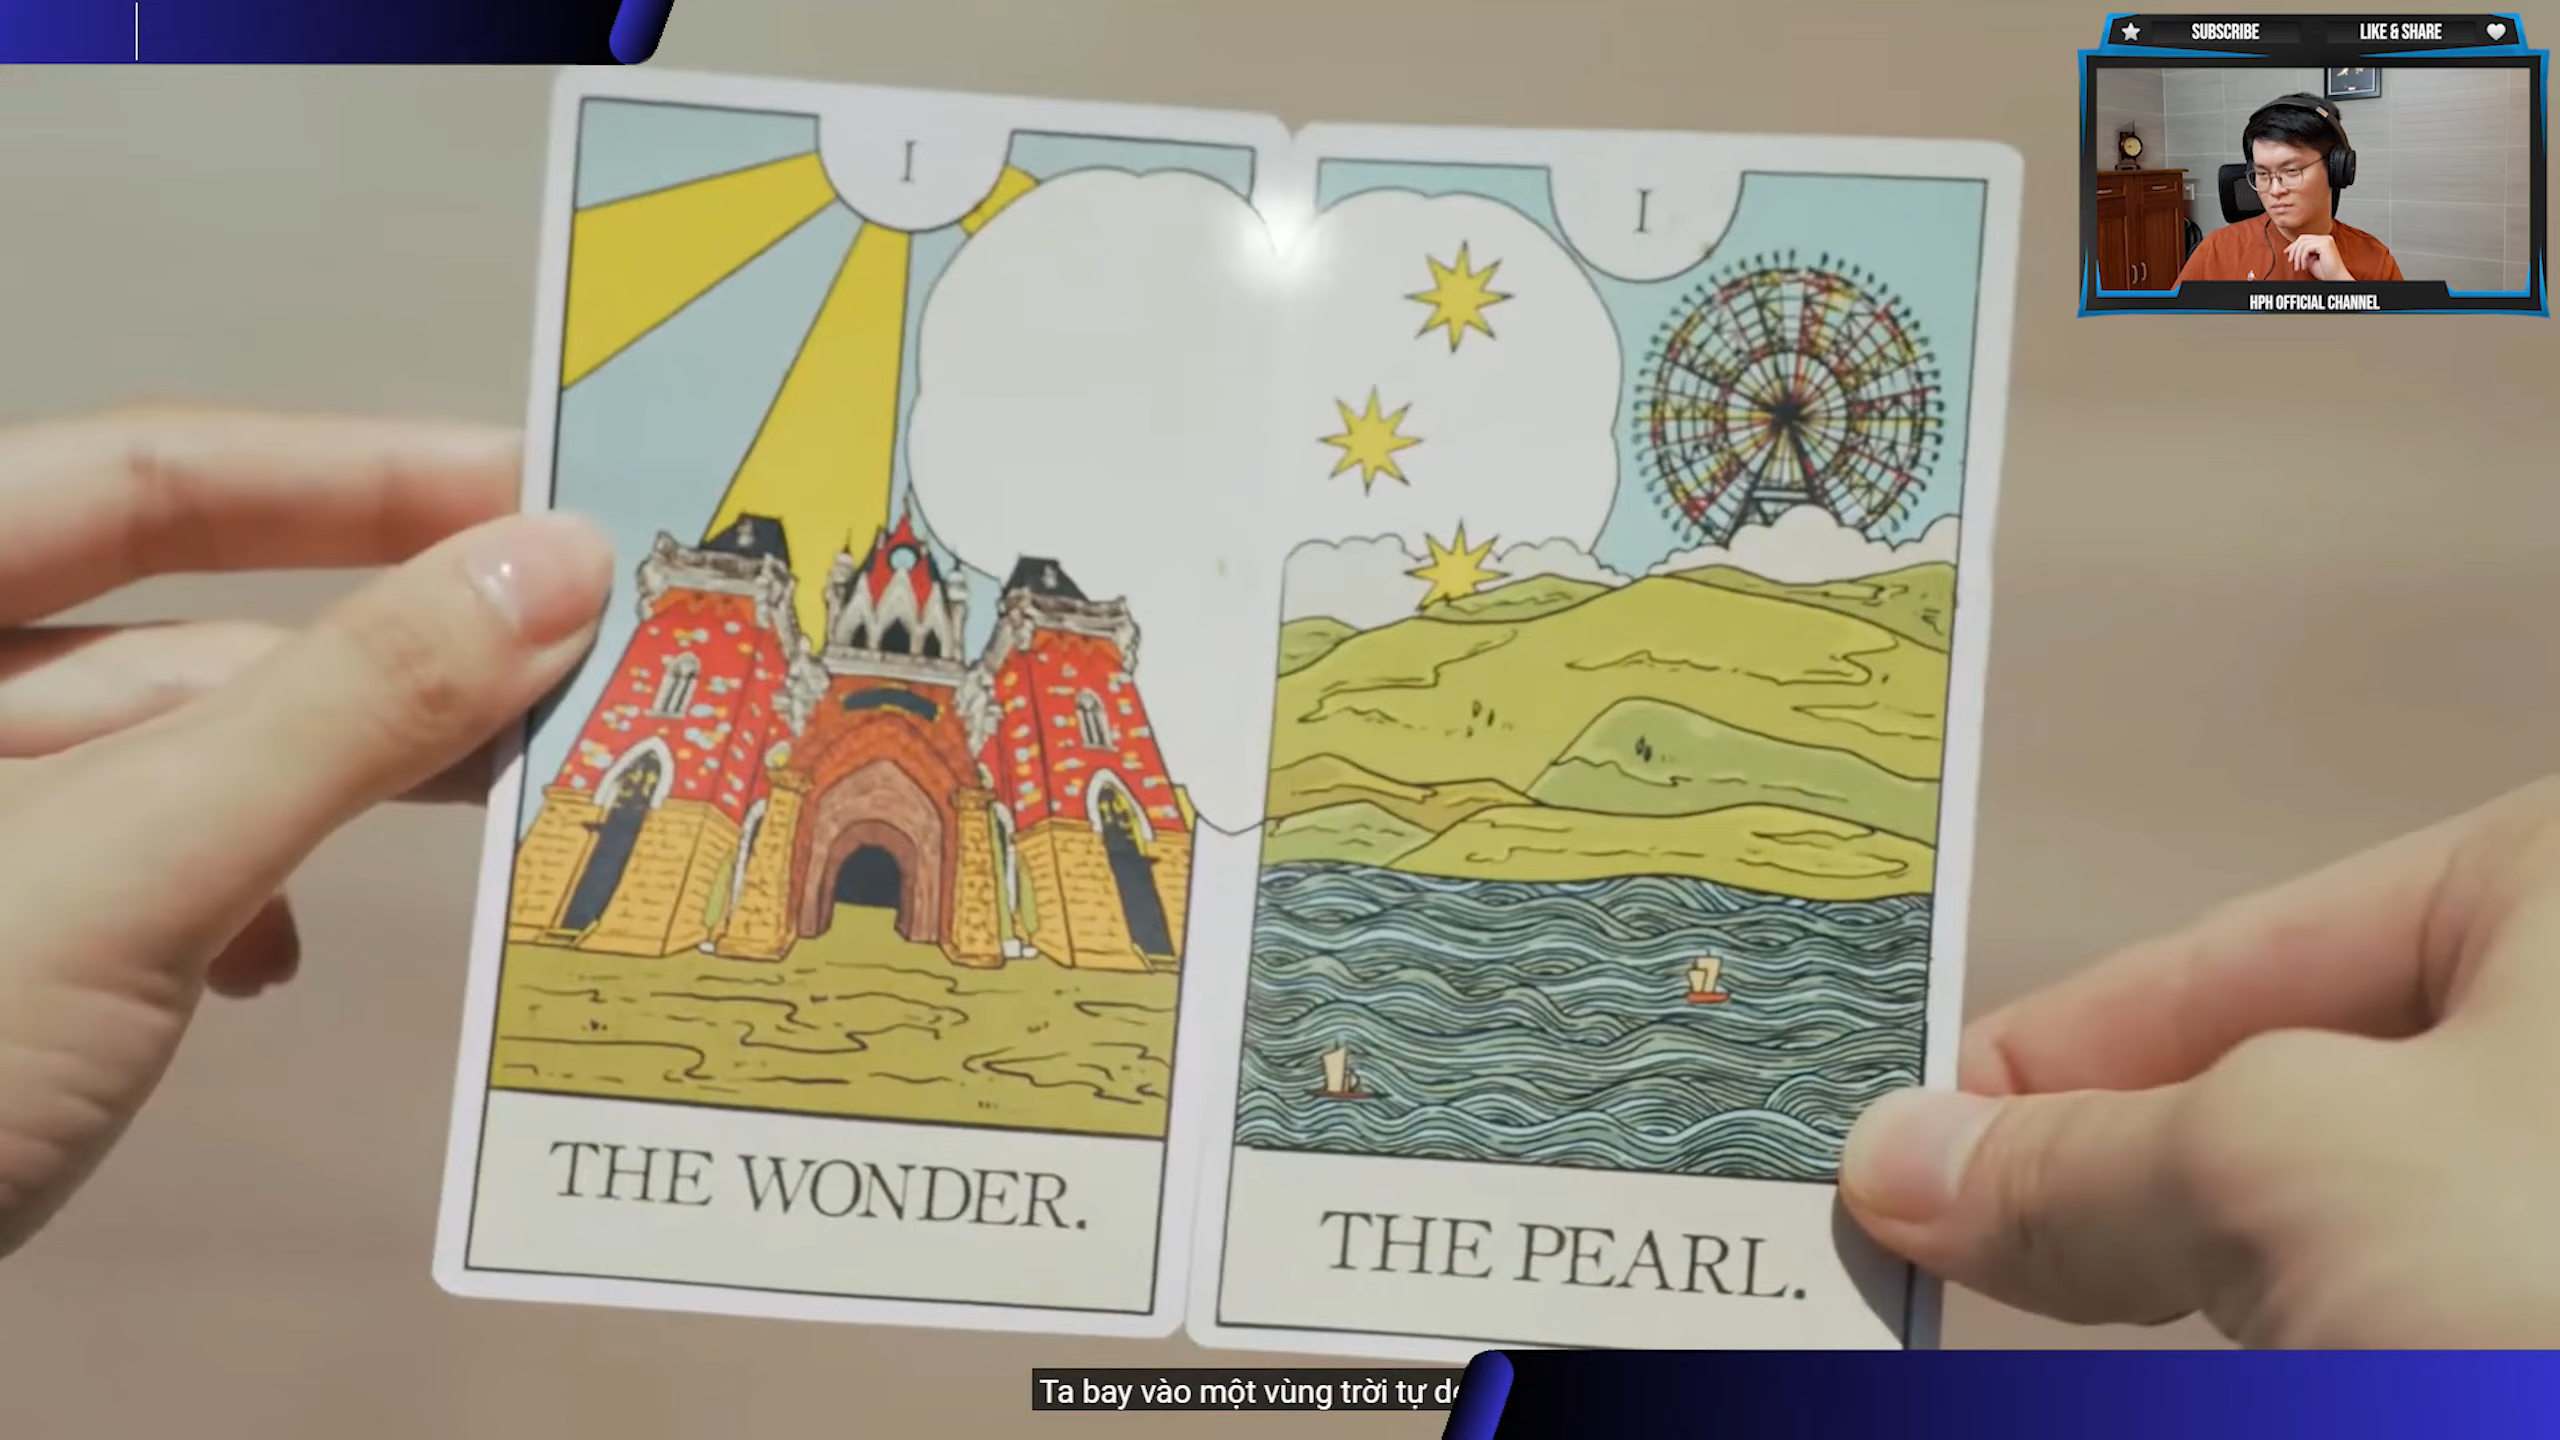 SUBSCRIBE
LIKE & SHARE
HPH OFFICIAL CHANNEL
I
I
THE WONDER.
THE PEARL.
Ta bay vào một vùng trời tự